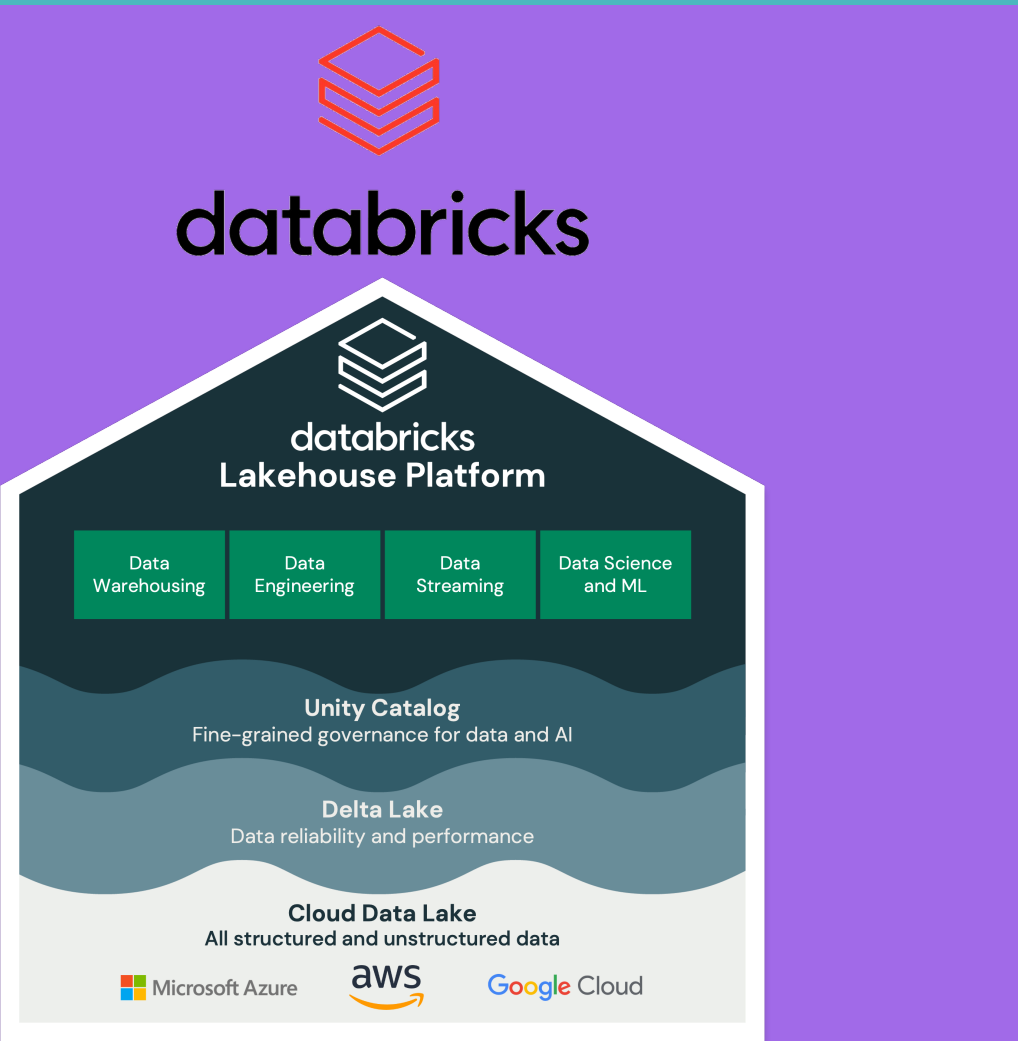 databricks
databricks
Lakehouse Platform
Data
Warehousing
Data
Engineering
Data
Streaming
Data Science
and ML
Unity Catalog
Fine-grained governance for data and AI
Delta Lake
Data reliability and performance
Cloud Data Lake
All structured and unstructured data
Microsoft Azure
aws
Google Cloud